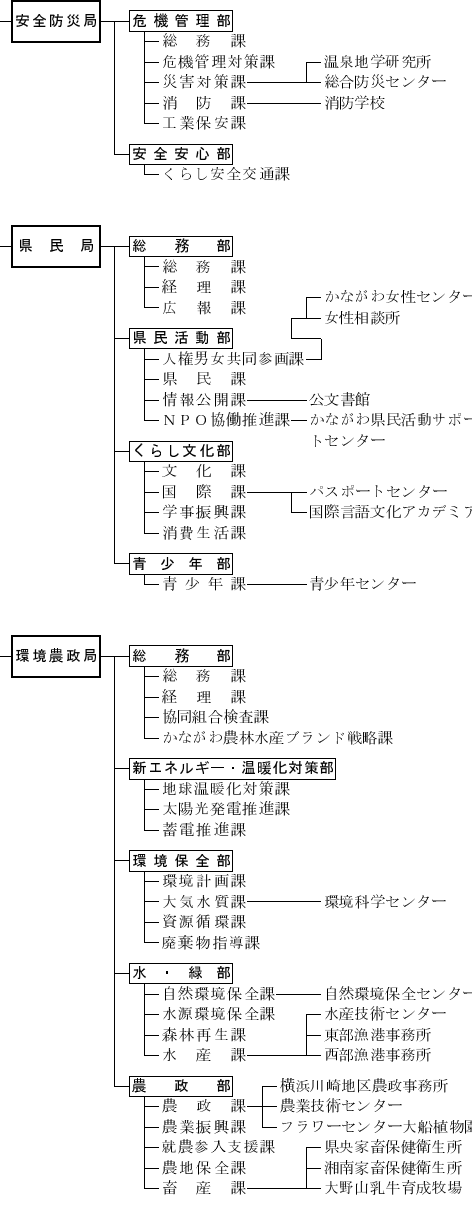 安全防災局 危機管理部
総務課
危機管理対策課 温泉地学研究所
災害対策課 総合防災センター
消防課 消防学校
工業保安課
安全安心部
くらし安全交通課
県民局 総務部
総務課
経理課 かながわ女性センター
広報課 女性相談所
県民活動部
人権男女共同参画課
県民課
情報公開課 公文書館
NPO協働推進課 かながわ県民活動サポー
トセンター
くらし文化部
文化課
国際課 パスポートセンター
学事振興課 国際言語文化アカデミア
消費生活課
青少年部
青少年課 青少年センター
環境農政局 総務部
総務課
経理課
協同組合検査課
かながわ農林水産ブランド戦略課
新エネルギー・温暖化対策部
地球温暖化対策課
太陽光発電推進課
蓄電推進課
環境保全部
環境計画課
大気水質課 環境科学センター
資源循環課
廃棄物指導課
水・緑部
自然環境保全課 自然環境保全センター
水源環境保全課 水産技術センター
森林再生課 東部漁港事務所
水産課 西部漁港事務所
農政部 横浜川崎地区農政事務所
農政課 農業技術センター
農業振興課 フラワーセンター大船植物園
就農参入支援課 県央家畜保健衛生所
農地保全課 湘南家畜保健衛生所
畜産課 大野山乳牛育成牧場